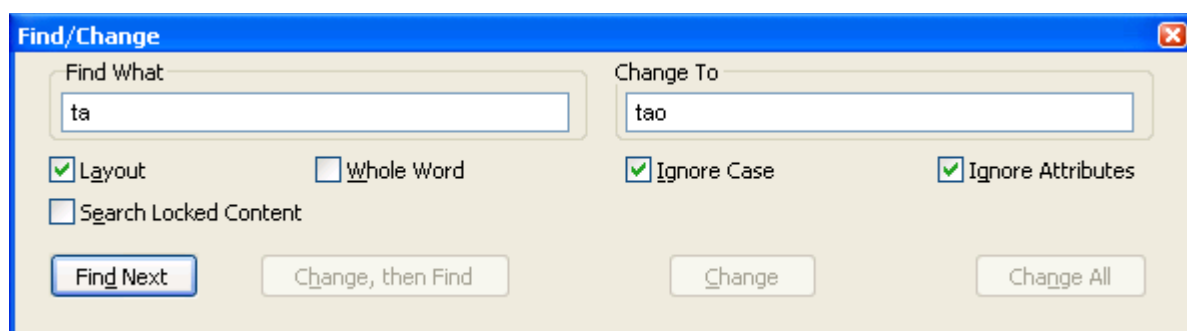 Find/Change
Find What
Change To
ta
tao
Layout
Whole Word
Ignore Case
Ignore Attributes
Search Locked Content
Find Next
Change, then Find
Change
Change All